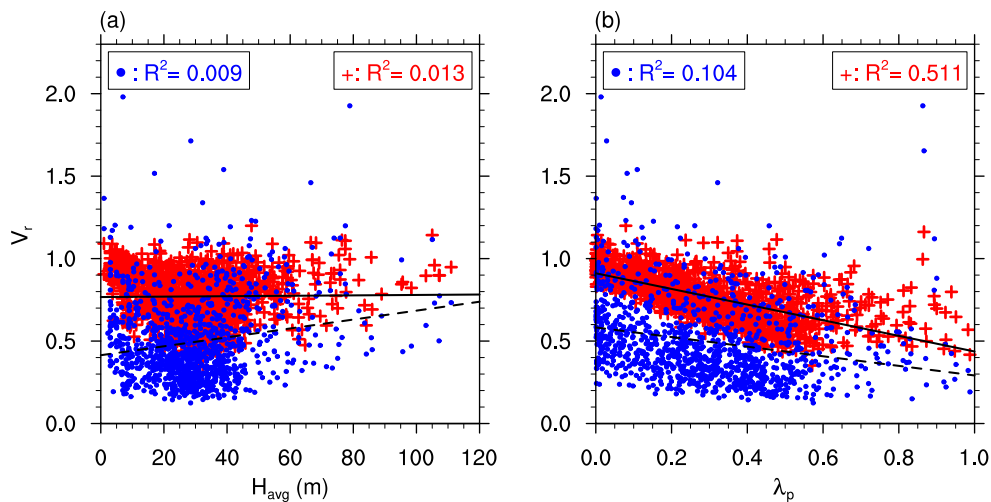 (a)
● : R²= 0.009
+: R²= 0.013
2.0
1.5
1.0
0.5
0.0
V_r
0 20 40 60 80 100 120
H_avg (m)
(b)
● : R²= 0.104
+: R²= 0.511
2.0
1.5
1.0
0.5
0.0
0.0 0.2 0.4 0.6 0.8 1.0
λ_p